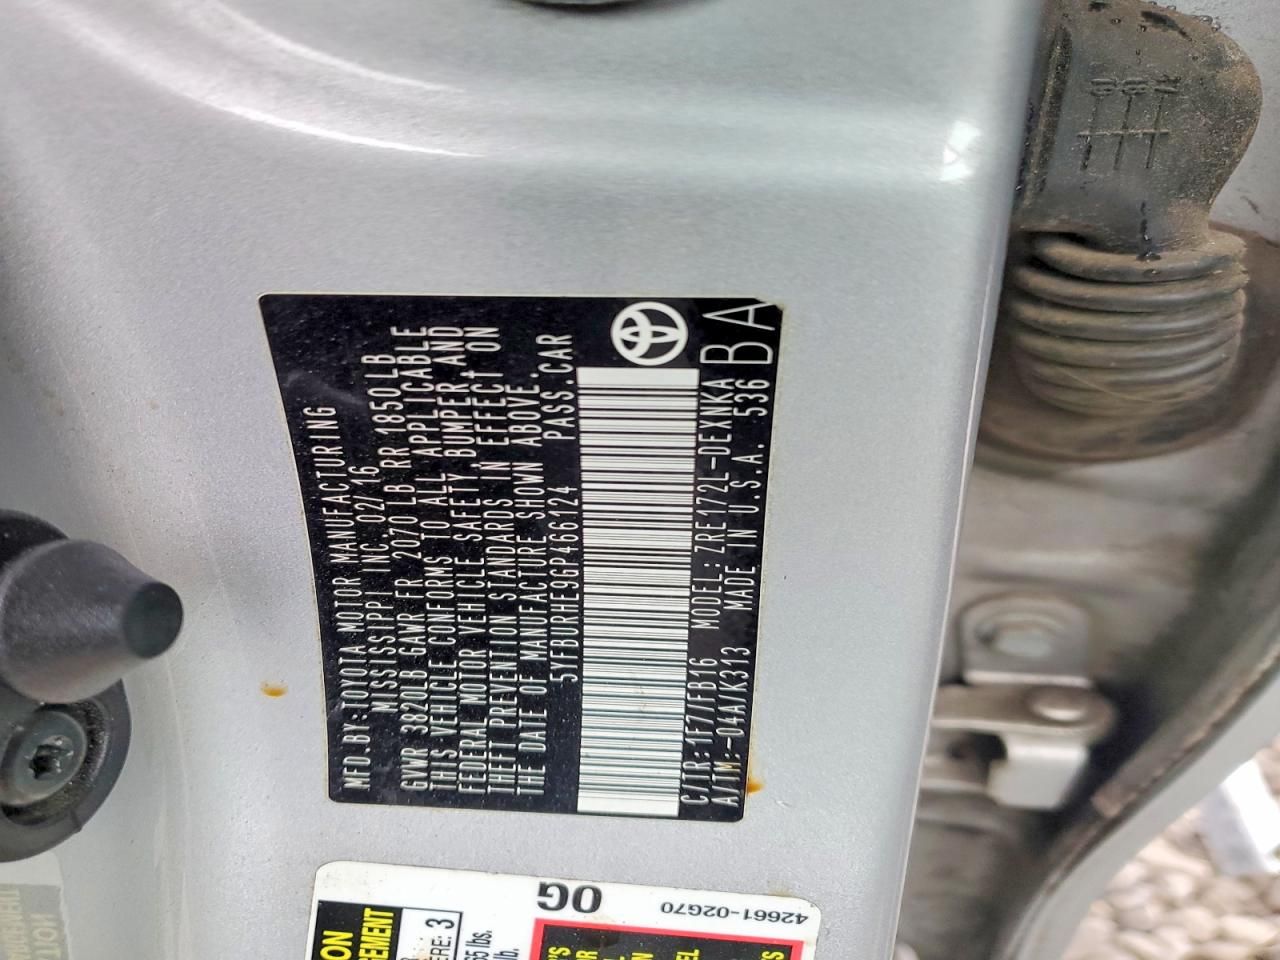 MFD.BY:TOYOTA MOTOR MANUFACTURING
MISSISSIPPI INC. 02/16
GVWR 3820LB GAWR FR 2070LB RR 1850LB
THIS VEHICLE CONFORMS TO ALL APPLICABLE
FEDERAL MOTOR VEHICLE SAFETY, BUMPER, AND
THEFT PREVENTION STANDARDS IN EFFECT ON
THE DATE OF MANUFACTURE SHOWN ABOVE.
5YFBURHE9GP466124 PASS.CAR
C/TR:1F7/FB16 MODEL:ZRE172L-DEXNKA
A/TM:-04A/K313 MADE IN U.S.A. 536
BA
42661-02G70
0G
3
lb.